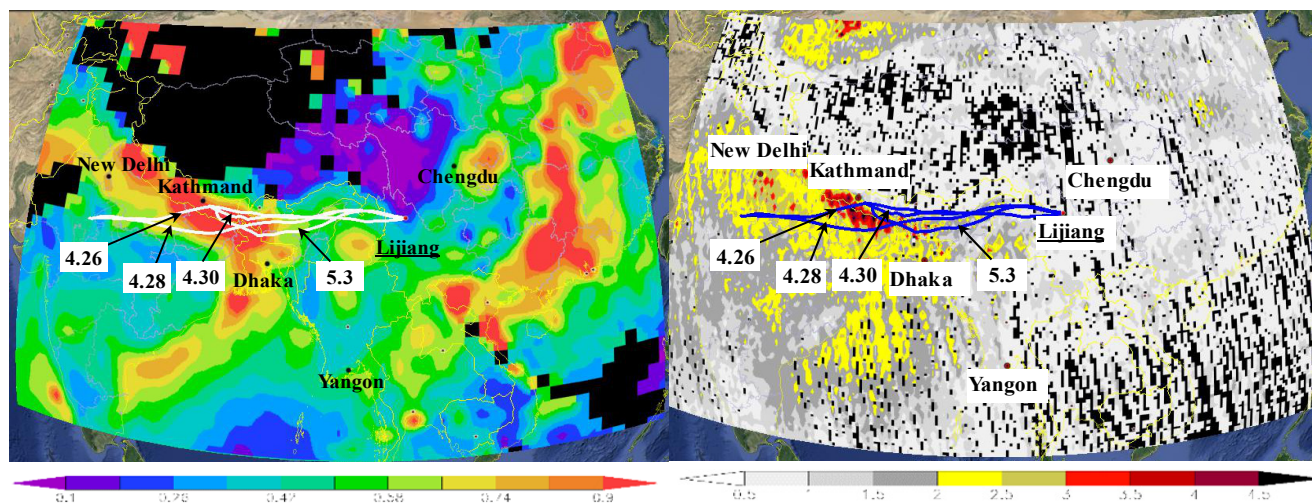 New Delhi
Kathmand
Chengdu
Lijiang
4.26
4.28
4.30
5.3
Dhaka
Yangon
0.1
0.26
0.42
0.58
0.74
0.9
New Delhi
Kathmand
Chengdu
Lijiang
4.26
4.28
4.30
5.3
Dhaka
Yangon
0.5
1
1.5
2
2.5
3
3.5
4
4.5